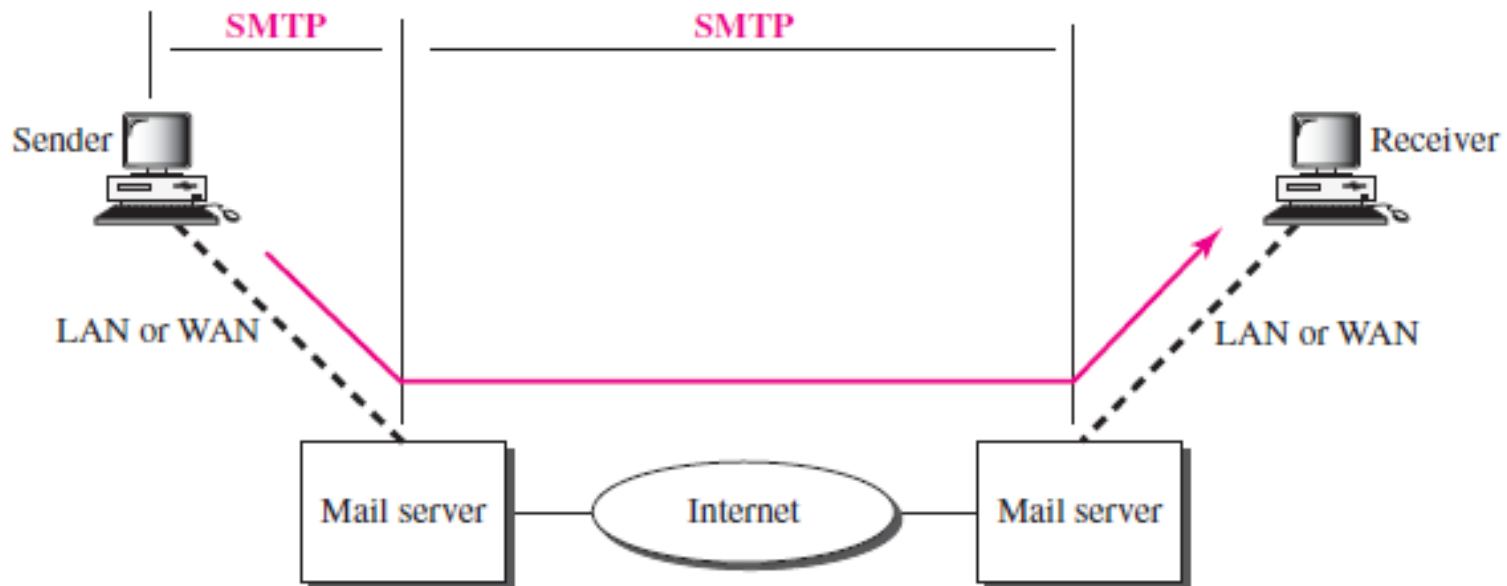 SMTP
SMTP
Sender
Receiver
LAN or WAN
LAN or WAN
Mail server
Internet
Mail server